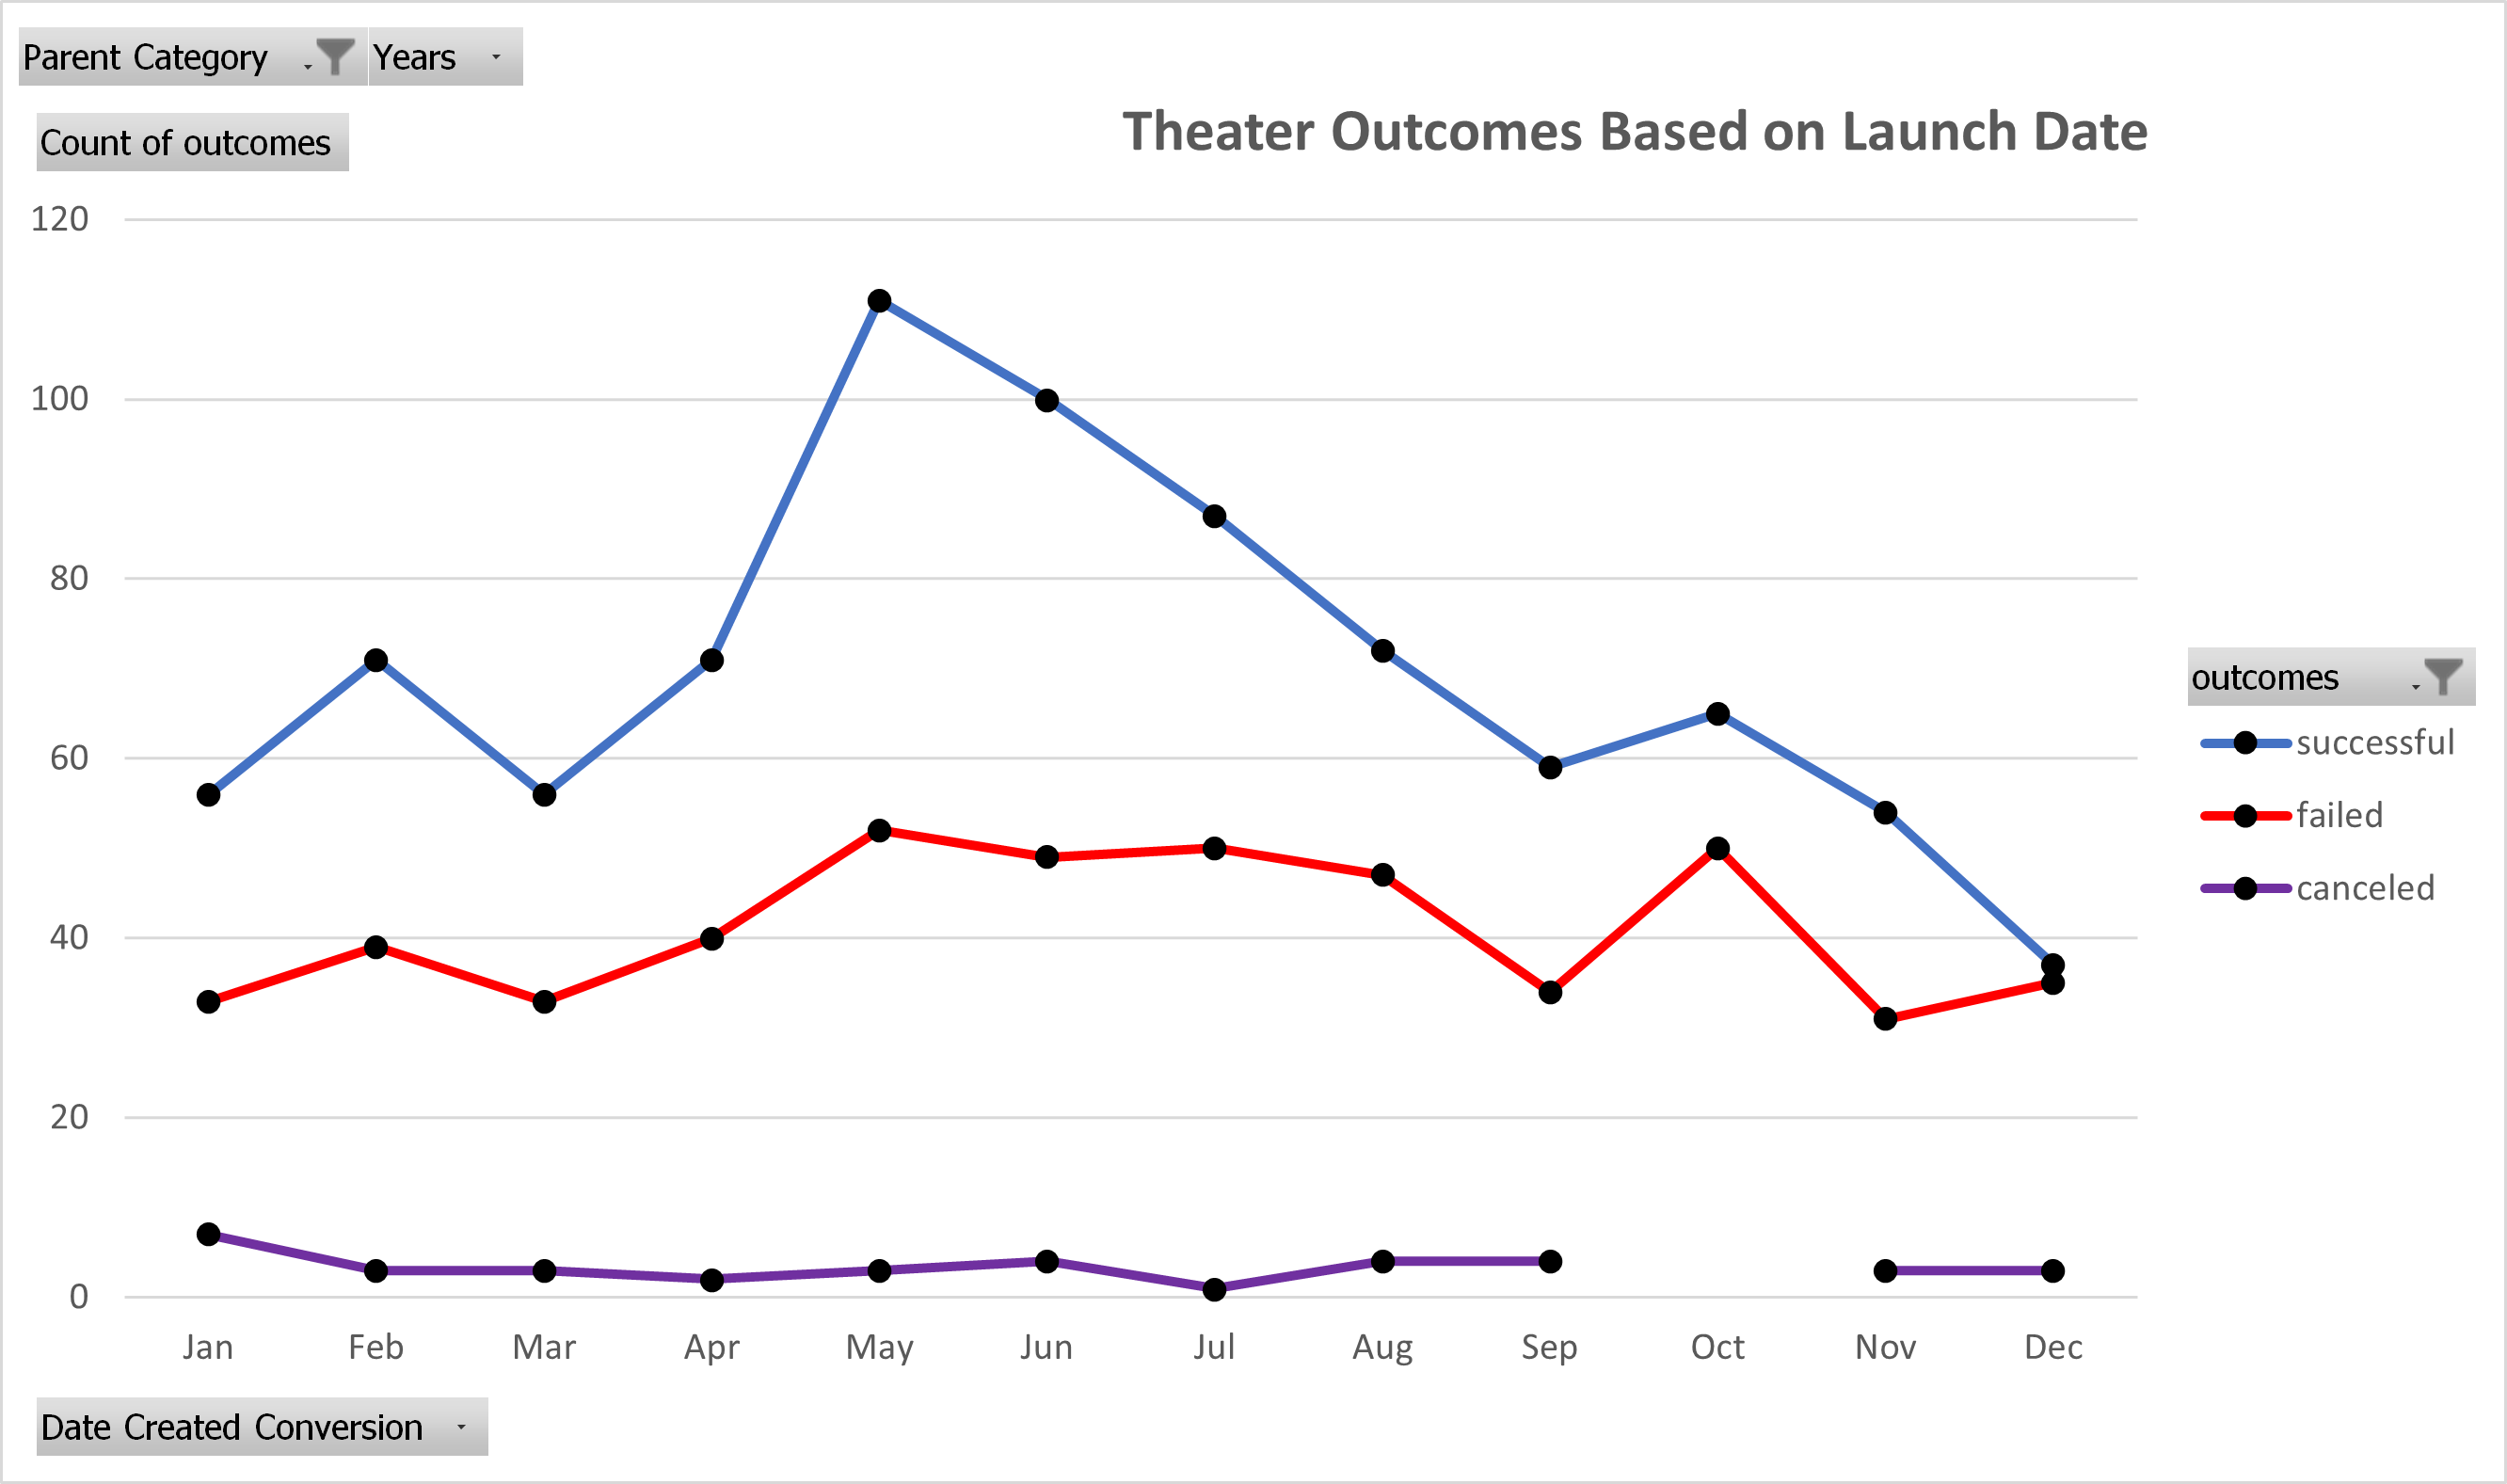 Parent Category Years
Count of outcomes
Theater Outcomes Based on Launch Date
120
100
80
60
40
20
0
Jan Feb Mar Apr May Jun Jul Aug Sep Oct Nov Dec
outcomes
successful
failed
canceled
Date Created Conversion